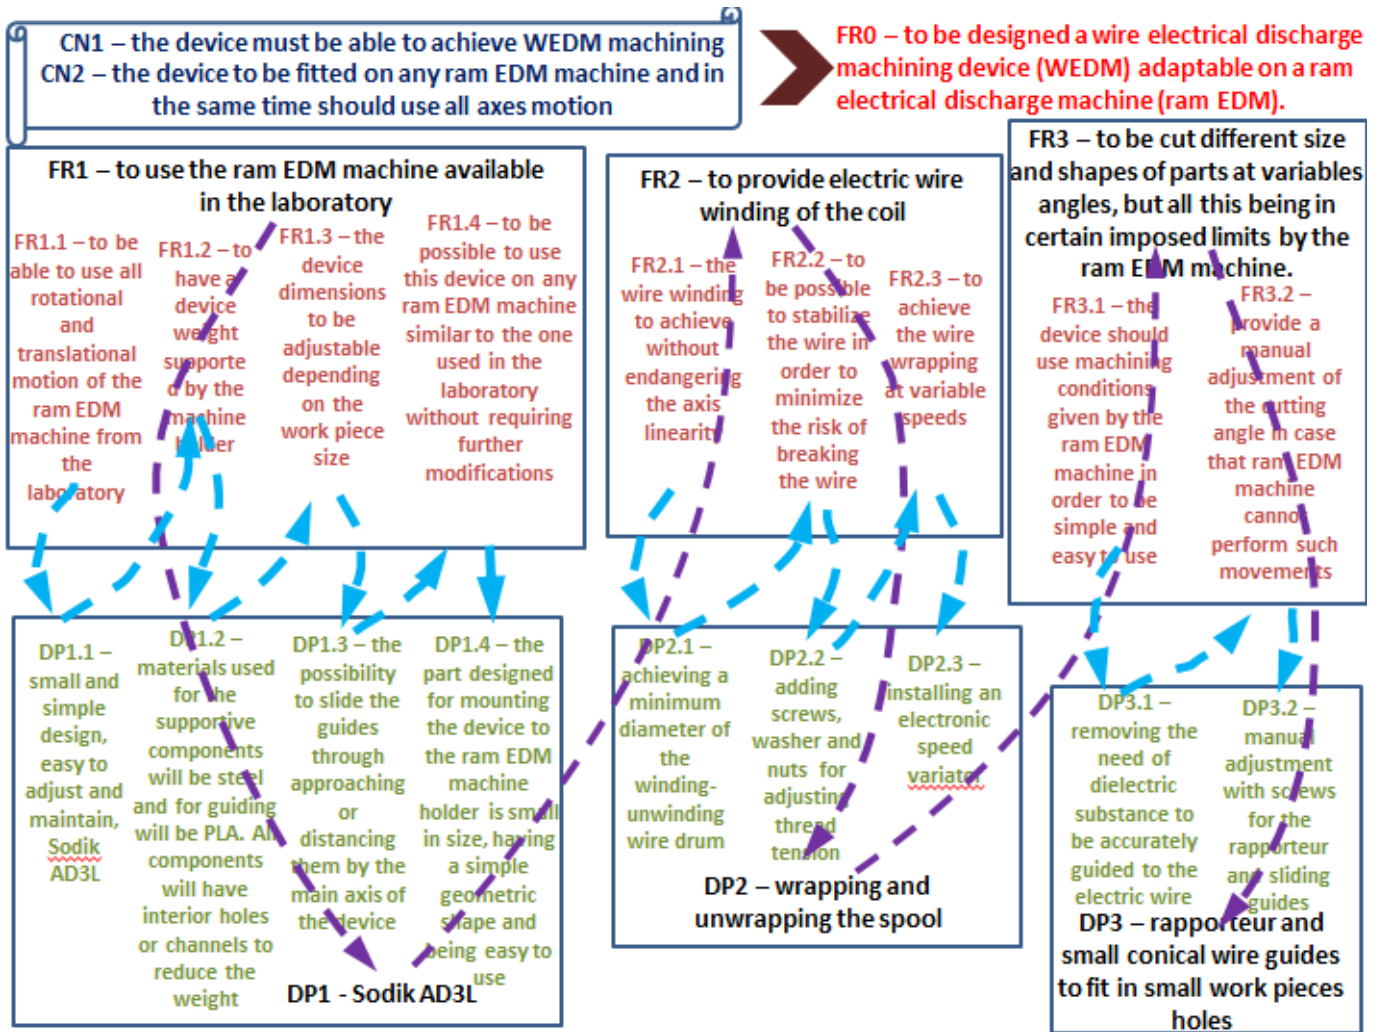 CN1 – the device must be able to achieve WEDM machining
CN2 – the device to be fitted on any ram EDM machine and in
the same time should use all axes motion
FR0 – to be designed a wire electrical discharge
machining device (WEDM) adaptable on a ram
electrical discharge machine (ram EDM).
FR1 – to use the ram EDM machine available
in the laboratory
FR1.1 – to be
able to use all
rotational
and
translational
motion of the
ram EDM
machine from
the
laboratory
FR1.2 – to
have a
device
weight
supporte
d by the
machine
holder
FR1.3 – the
device
dimensions
to be
adjustable
depending
on the
work piece
size
FR1.4 – to be
possible to use
this device on any
ram EDM machine
similar to the one
used in the
laboratory
without requiring
further
modifications
FR2 – to provide electric wire
winding of the coil
FR2.1 – the
wire winding
to achieve
without
endangering
the axis
linearity
FR2.2 – to
be possible
to stabilize
the wire in
order to
minimize
the risk of
breaking
the wire
FR2.3 – to
achieve
the wire
wrapping
at variable
speeds
FR3 – to be cut different size
and shapes of parts at variables
angles, but all this being in
certain imposed limits by the
ram EDM machine.
FR3.1 – the
device should
use machining
conditions
given by the
ram EDM
machine in
order to be
simple and
easy to use
FR3.2 –
provide a
manual
adjustment of
the cutting
angle in case
that ram EDM
machine
cannot
perform such
movements
DP1.1 –
small and
simple
design,
easy to
adjust and
maintain,
Sodik
AD3L
DP1.2 –
materials used
for the
supportive
components
will be steel
and for guiding
will be PLA. All
components
will have
interior holes
or channels to
reduce the
weight
DP1.3 – the
possibility
to slide the
guides
through
approaching
or
distancing
them by the
main axis of
the device
DP1.4 – the
part designed
for mounting
the device to
the ram EDM
machine
holder is small
in size, having
a simple
geometric
shape and
being easy to
use
DP1 - Sodik AD3L
DP2.1 –
achieving a
minimum
diameter of
the
winding-
unwinding
wire drum
DP2.2 –
adding
screws,
washer and
nuts for
adjusting
thread
tension
DP2.3 –
installing an
electronic
speed
variator
DP2 – wrapping and
unwrapping the spool
DP3.1 –
removing the
need of
dielectric
substance to
be accurately
guided to the
electric wire
DP3.2 –
manual
adjustment
with screws
for the
rapporteur
and sliding
guides
DP3 – rapporteur and
small conical wire guides
to fit in small work pieces
holes